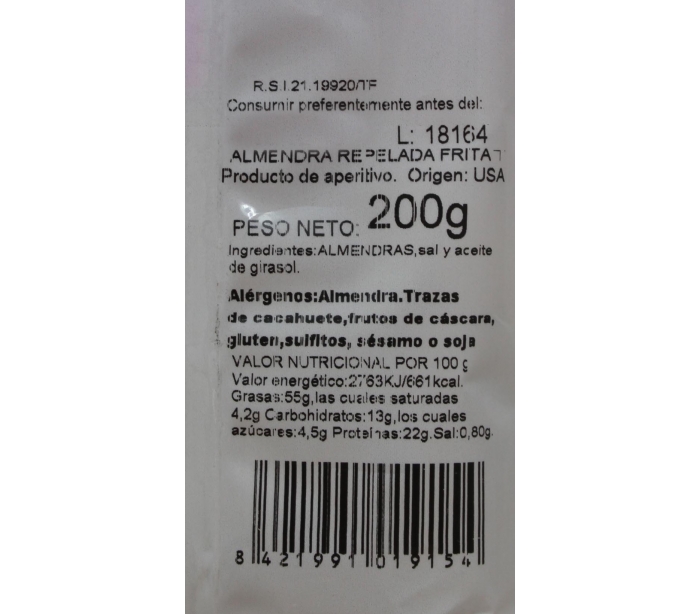 R.S.I.21.19920/TF
Consumir preferentemente antes del:
L: 18164
ALMENDRA REPELADA FRITA
Producto de aperitivo. Origen: USA
PESO NETO: 200g
Ingredientes:ALMENDRAS,sal y aceite
de girasol.
Alérgenos:Almendra.Trazas
de cacahuete,frutos de cáscara,
gluten,sulfitos, sésamo o soja
VALOR NUTRICIONAL POR 100 g
Valor energético:2763KJ/661kcal.
Grasas:55g,las cuales saturadas
4,2g Carbohidratos:13g,los cuales
azúcares:4,5g Proteinas:22g.Sal:0,80g.
8 421991 019154